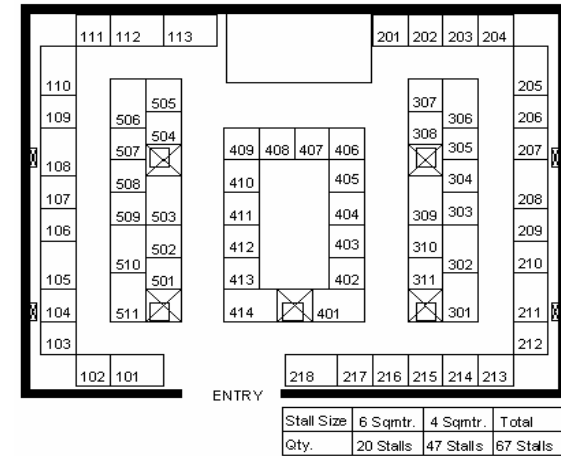 111 112 113 201 202 203 204
110 505 307 205
109 506 504 308 306 206
507 409 408 407 406 305 207
108 508 410 405 304
107 509 503 411 404 309 303 208
106 502 412 403 310 209
105 510 501 413 402 311 302 210
104 511 414 401 301 211
103 212
102 101 218 217 216 215 214 213
ENTRY
Stall Size 6 Sqmtr. 4 Sqmtr. Total
Qty. 20 Stalls 47 Stalls 67 Stalls